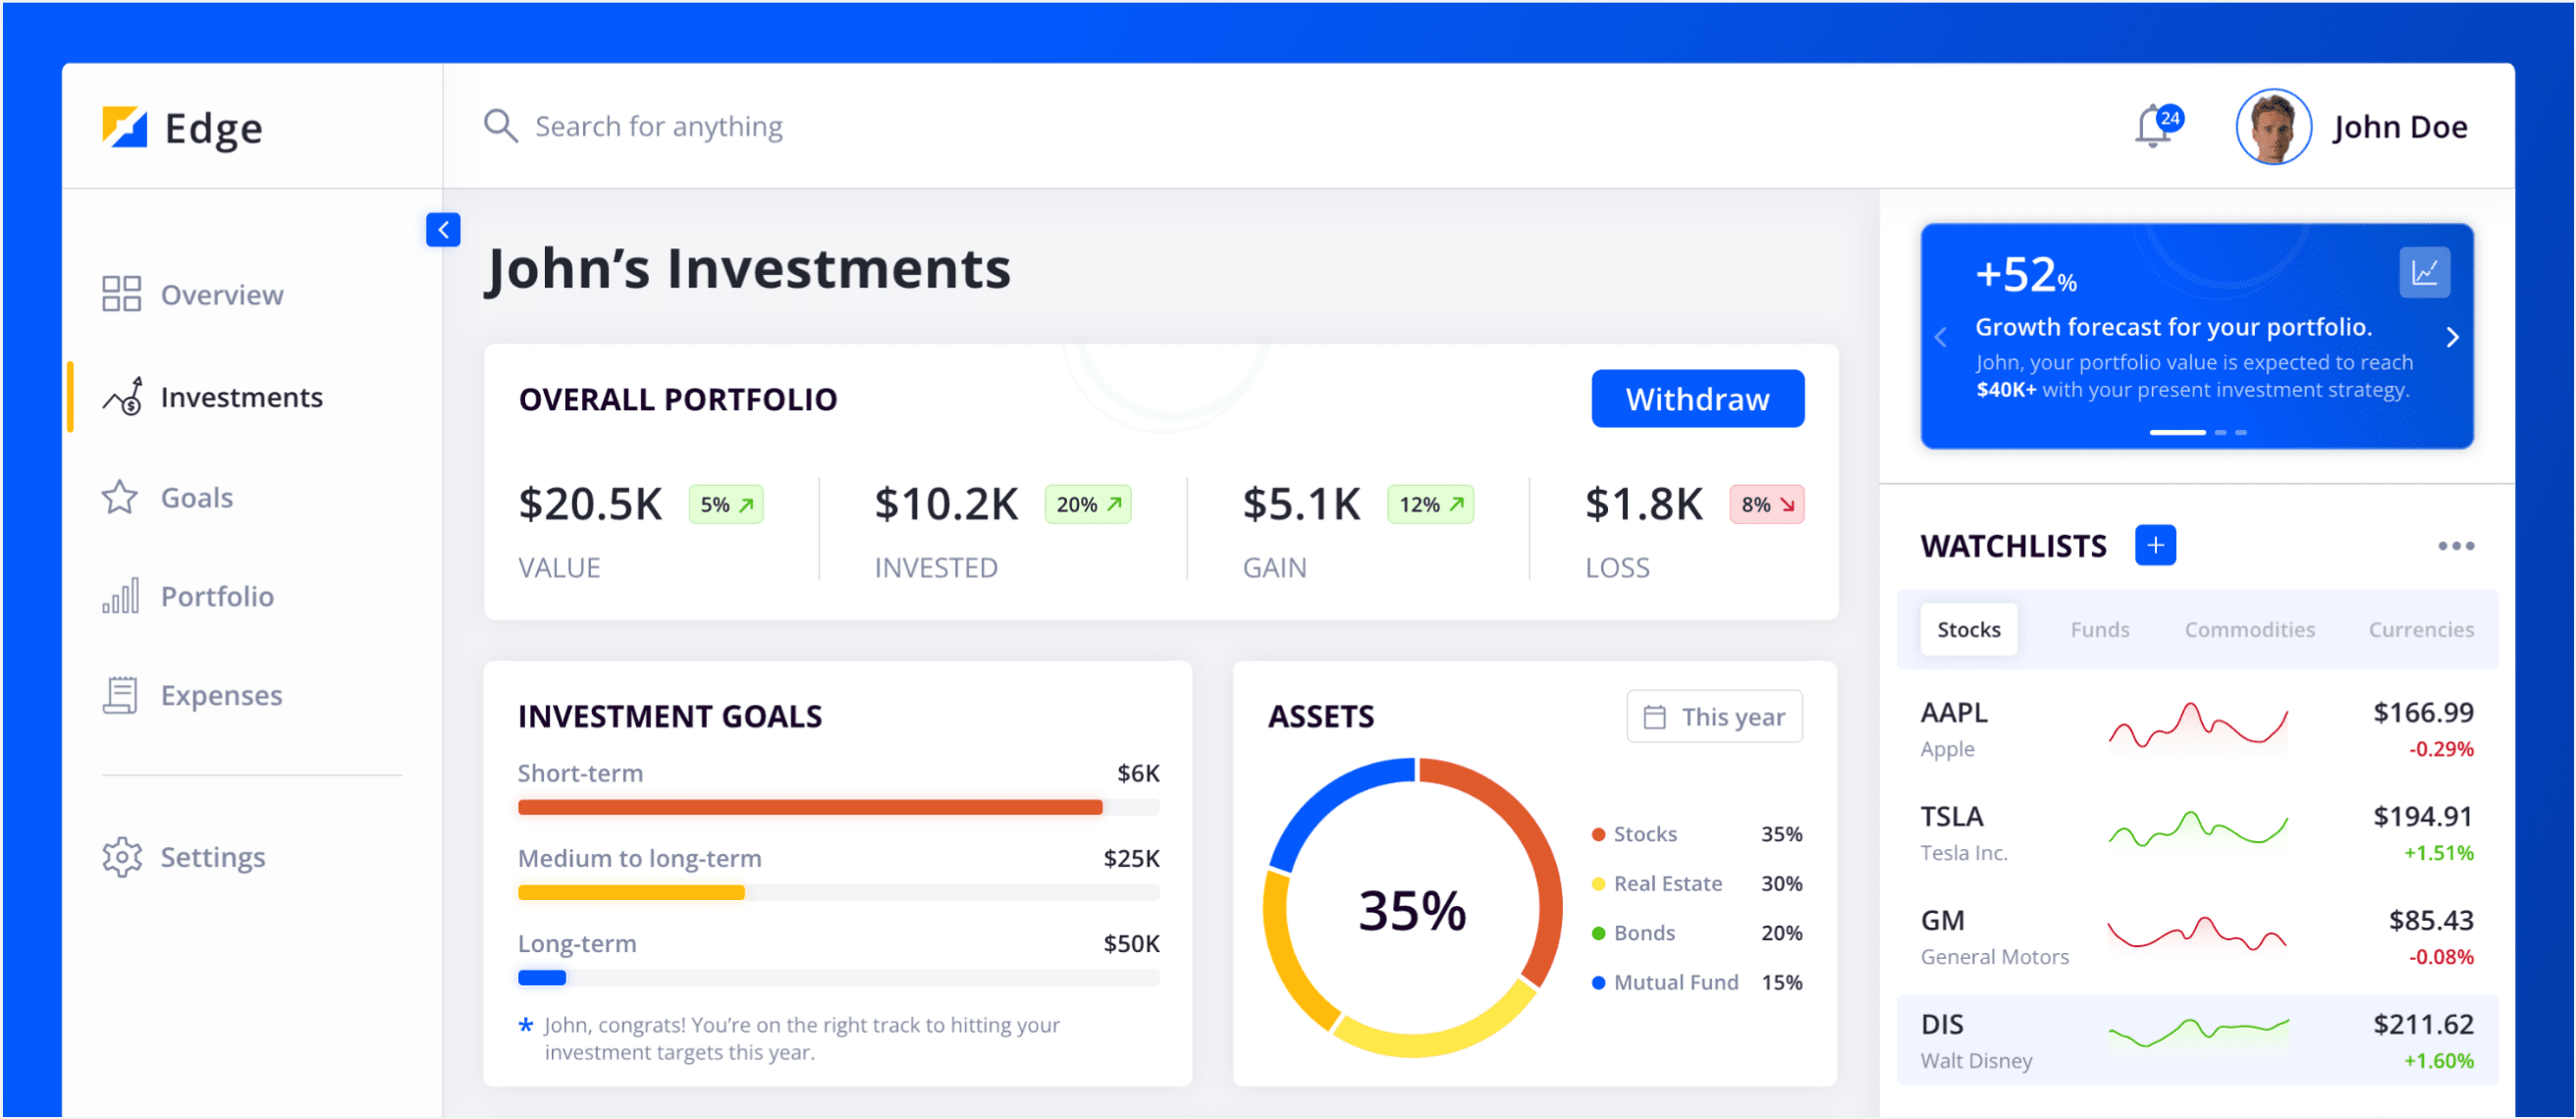 Edge
Search for anything
24
John Doe
Overview
Investments
Goals
Portfolio
Expenses
Settings
John’s Investments
OVERALL PORTFOLIO
Withdraw
$20.5K 5%
VALUE
$10.2K 20%
INVESTED
$5.1K 12%
GAIN
$1.8K 8%
LOSS
INVESTMENT GOALS
Short-term $6K
Medium to long-term $25K
Long-term $50K
* John, congrats! You’re on the right track to hitting your
investment targets this year.
ASSETS
This year
35%
Stocks 35%
Real Estate 30%
Bonds 20%
Mutual Fund 15%
+52%
Growth forecast for your portfolio.
John, your portfolio value is expected to reach
$40K+ with your present investment strategy.
WATCHLISTS +
Stocks Funds Commodities Currencies
AAPL $166.99
Apple -0.29%
TSLA $194.91
Tesla Inc. +1.51%
GM $85.43
General Motors -0.08%
DIS $211.62
Walt Disney +1.60%